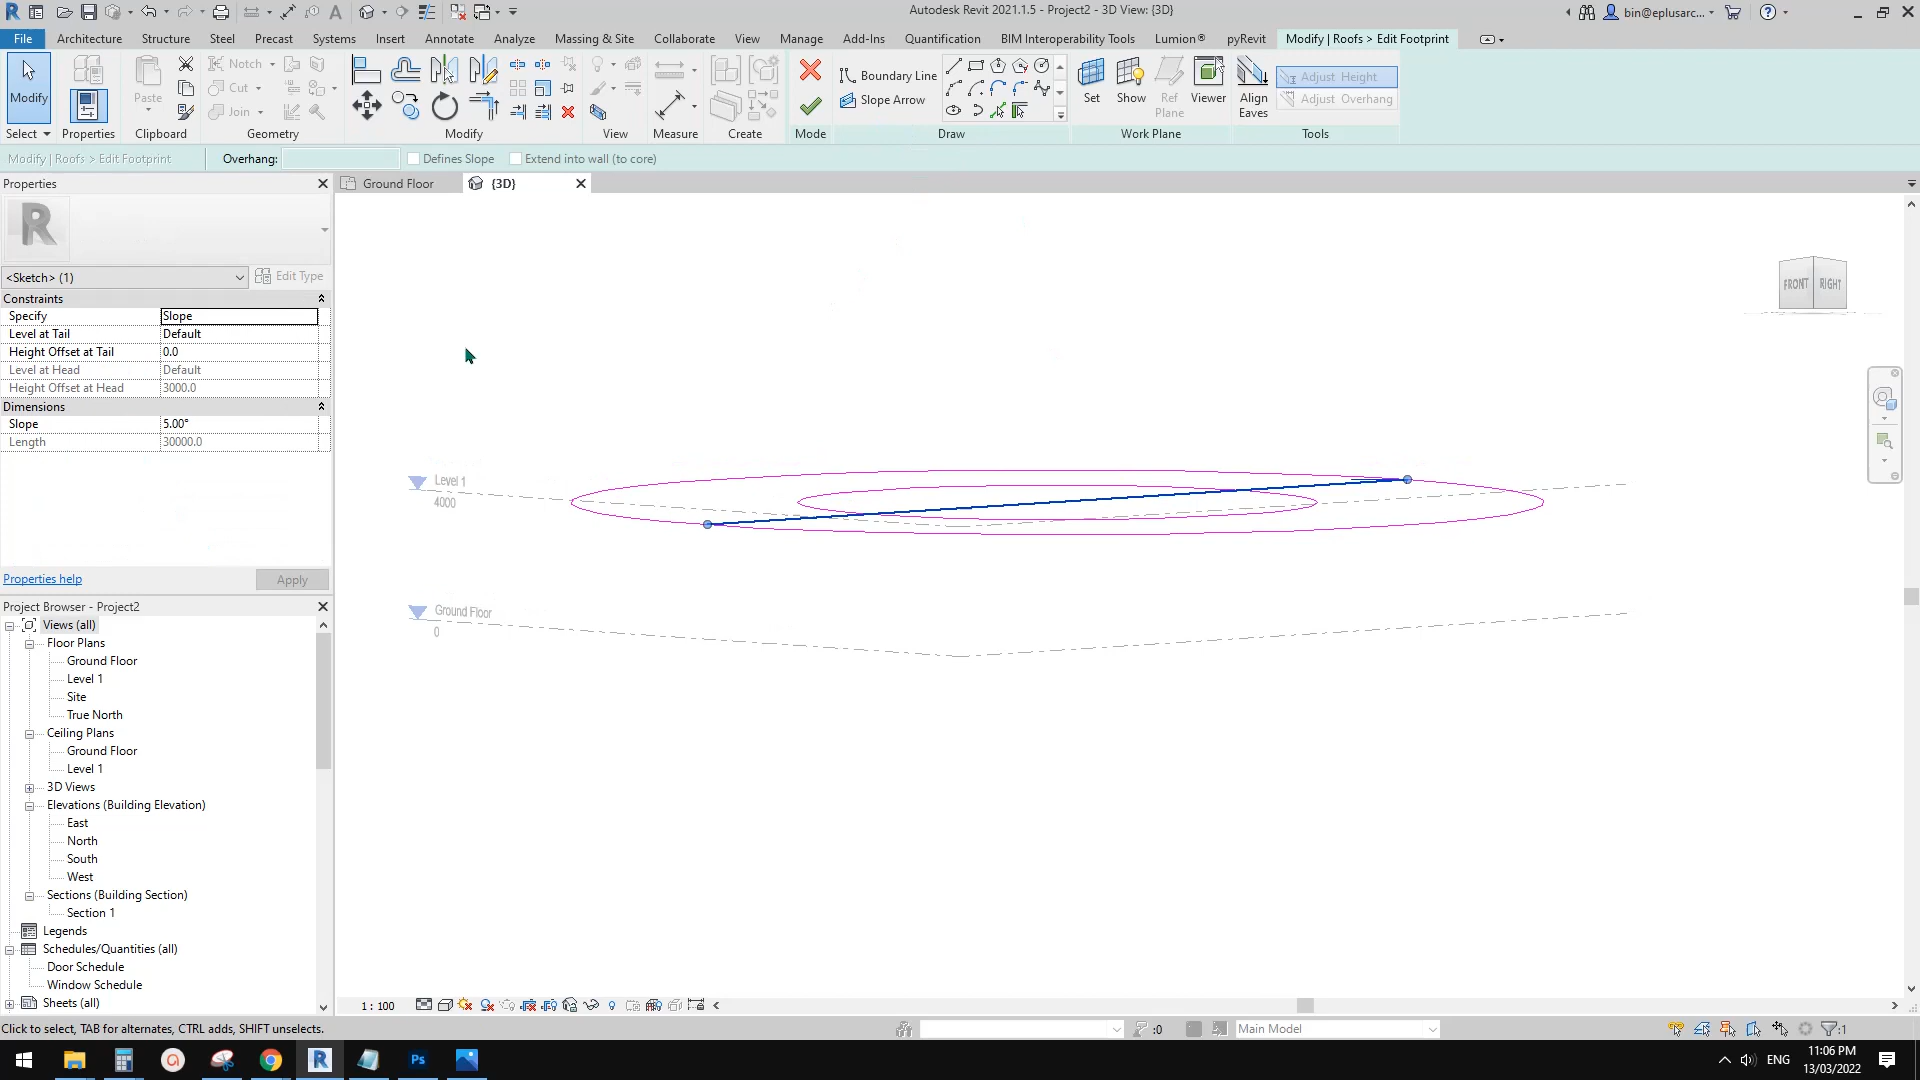 Autodesk Revit 2021.1.5 - Project2 - 3D View: {3D}
bin@eplusarc...
File
Architecture
Structure
Steel
Precast
Systems
Insert
Annotate
Analyze
Massing & Site
Collaborate
View
Manage
Add-Ins
Quantification
BIM Interoperability Tools
Lumion®
pyRevit
Modify | Roofs > Edit Footprint
Modify
Paste
Notch
Cut
Join
Boundary Line
Slope Arrow
Set
Show
Ref
Plane
Viewer
Align
Eaves
Adjust Height
Adjust Overhang
Select
Properties
Clipboard
Geometry
Modify
View
Measure
Create
Mode
Draw
Work Plane
Tools
Modify | Roofs > Edit Footprint
Overhang:
Defines Slope
Extend into wall (to core)
Properties
Ground Floor
{3D}
R
<Sketch> (1)
Edit Type
Constraints
Specify Slope
Level at Tail Default
Height Offset at Tail 0.0
Level at Head Default
Height Offset at Head 3000.0
Dimensions
Slope 5.00°
Length 30000.0
Properties help
Apply
FRONT
RIGHT
Level 1
4000
Ground Floor
0
Project Browser - Project2
Views (all)
Floor Plans
Ground Floor
Level 1
Site
True North
Ceiling Plans
Ground Floor
Level 1
3D Views
Elevations (Building Elevation)
East
North
South
West
Sections (Building Section)
Section 1
Legends
Schedules/Quantities (all)
Door Schedule
Window Schedule
Sheets (all)
1 : 100
Click to select, TAB for alternates, CTRL adds, SHIFT unselects.
:0
Main Model
:1
Ps
ENG
11:06 PM
13/03/2022